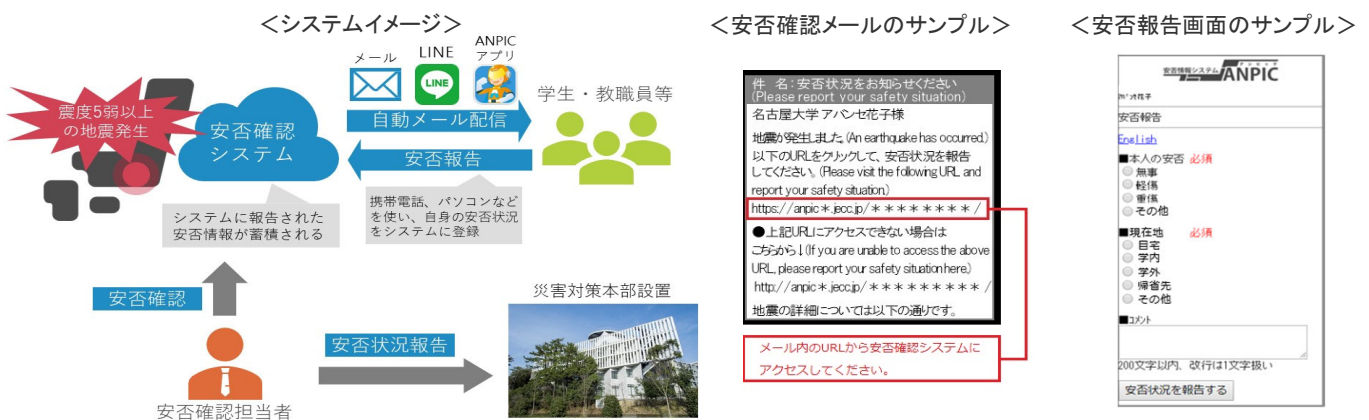 ＜システムイメージ＞
メール
LINE
ANPIC
アプリ
LINE
震度5弱以上
の地震発生
安否確認
システム
自動メール配信
安否報告
学生・教職員等
システムに報告された
安否情報が蓄積される
携帯電話、パソコンなど
を使い、自身の安否状況
をシステムに登録
安否確認
災害対策本部設置
安否状況報告
安否確認担当者
＜安否確認メールのサンプル＞
件 名：安否状況をお知らせください
(Please report your safety situation)
名古屋大学 アバンセ花子様
地震が発生しました。(An earthquake has occurred.)
以下のURLをクリックして、安否状況を報告
してください。(Please visit the following URL and
report your safety situation.)
https://anpic＊.jecc.jp/＊＊＊＊＊＊＊＊/
●上記URLにアクセスできない場合は
こちらから↓(If you are unable to access the above
URL, please report your safety situation here.)
http://anpic＊.jecc.jp/＊＊＊＊＊＊＊＊＊ /
地震の詳細については以下の通りです。
メール内のURLから安否確認システムに
アクセスしてください。
＜安否報告画面のサンプル＞
安否情報システム ANPIC
ｱﾊﾞﾝｾ花子
安否報告
English
■本人の安否 必須
無事
軽傷
重傷
その他
■現在地 必須
自宅
学内
学外
帰省先
その他
■ｺﾒﾝﾄ
200文字以内、改行は1文字扱い
安否状況を報告する